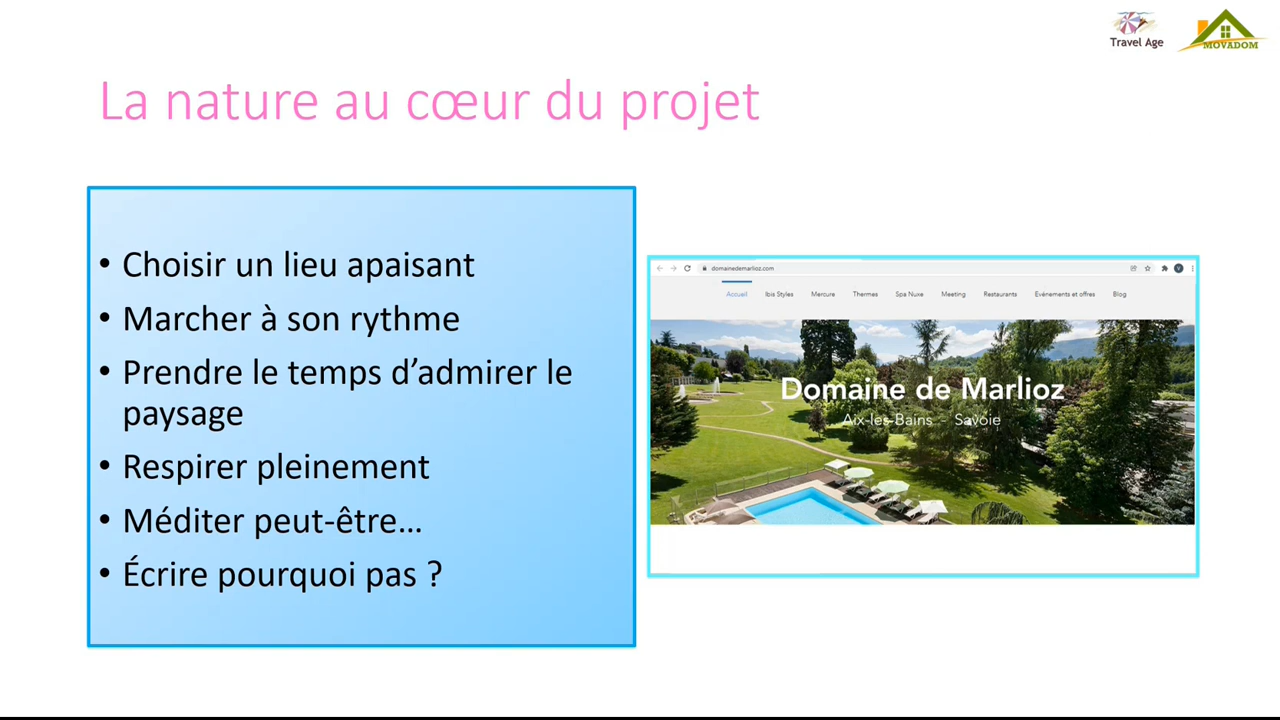 Travel Age
MOVADOM
La nature au cœur du projet
• Choisir un lieu apaisant
• Marcher à son rythme
• Prendre le temps d’admirer le
paysage
• Respirer pleinement
• Méditer peut-être…
• Écrire pourquoi pas ?
domainedemarlioz.com
V
Accueil Ibis Styles Mercure Thermes Spa Nuxe Meeting Restaurants Evénements et offres Blog
Domaine de Marlioz
Aix-les-Bains - Savoie